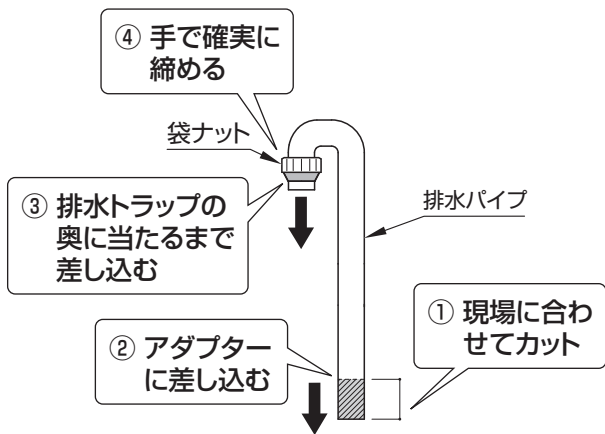 ④ 手で確実に
締める
袋ナット
③ 排水トラップの
奥に当たるまで
差し込む
排水パイプ
① 現場に合わ
せてカット
② アダプター
に差し込む